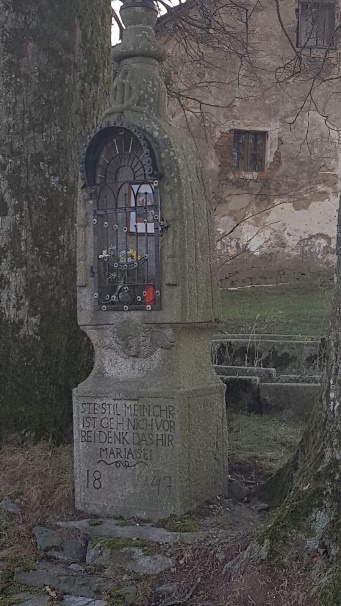 STE STIL MEIN CHR
IST GEH NICH VOR
BEI DENK DAS HIR
MARIA SEI
18 47